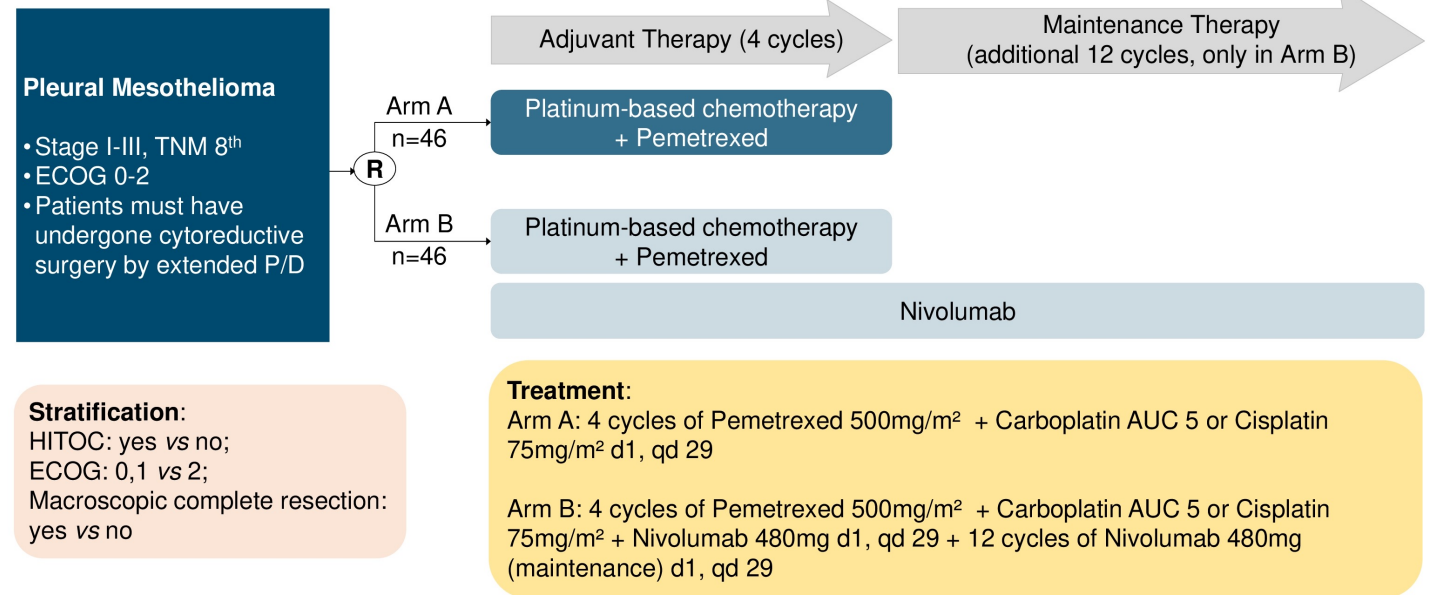 Adjuvant Therapy (4 cycles)
Maintenance Therapy
(additional 12 cycles, only in Arm B)
Pleural Mesothelioma
• Stage I-III, TNM 8th
• ECOG 0-2
• Patients must have
undergone cytoreductive
surgery by extended P/D
R
Arm A
n=46
Platinum-based chemotherapy
+ Pemetrexed
Arm B
n=46
Platinum-based chemotherapy
+ Pemetrexed
Nivolumab
Stratification:
HITOC: yes vs no;
ECOG: 0,1 vs 2;
Macroscopic complete resection:
yes vs no
Treatment:
Arm A: 4 cycles of Pemetrexed 500mg/m² + Carboplatin AUC 5 or Cisplatin
75mg/m² d1, qd 29
Arm B: 4 cycles of Pemetrexed 500mg/m² + Carboplatin AUC 5 or Cisplatin
75mg/m² + Nivolumab 480mg d1, qd 29 + 12 cycles of Nivolumab 480mg
(maintenance) d1, qd 29